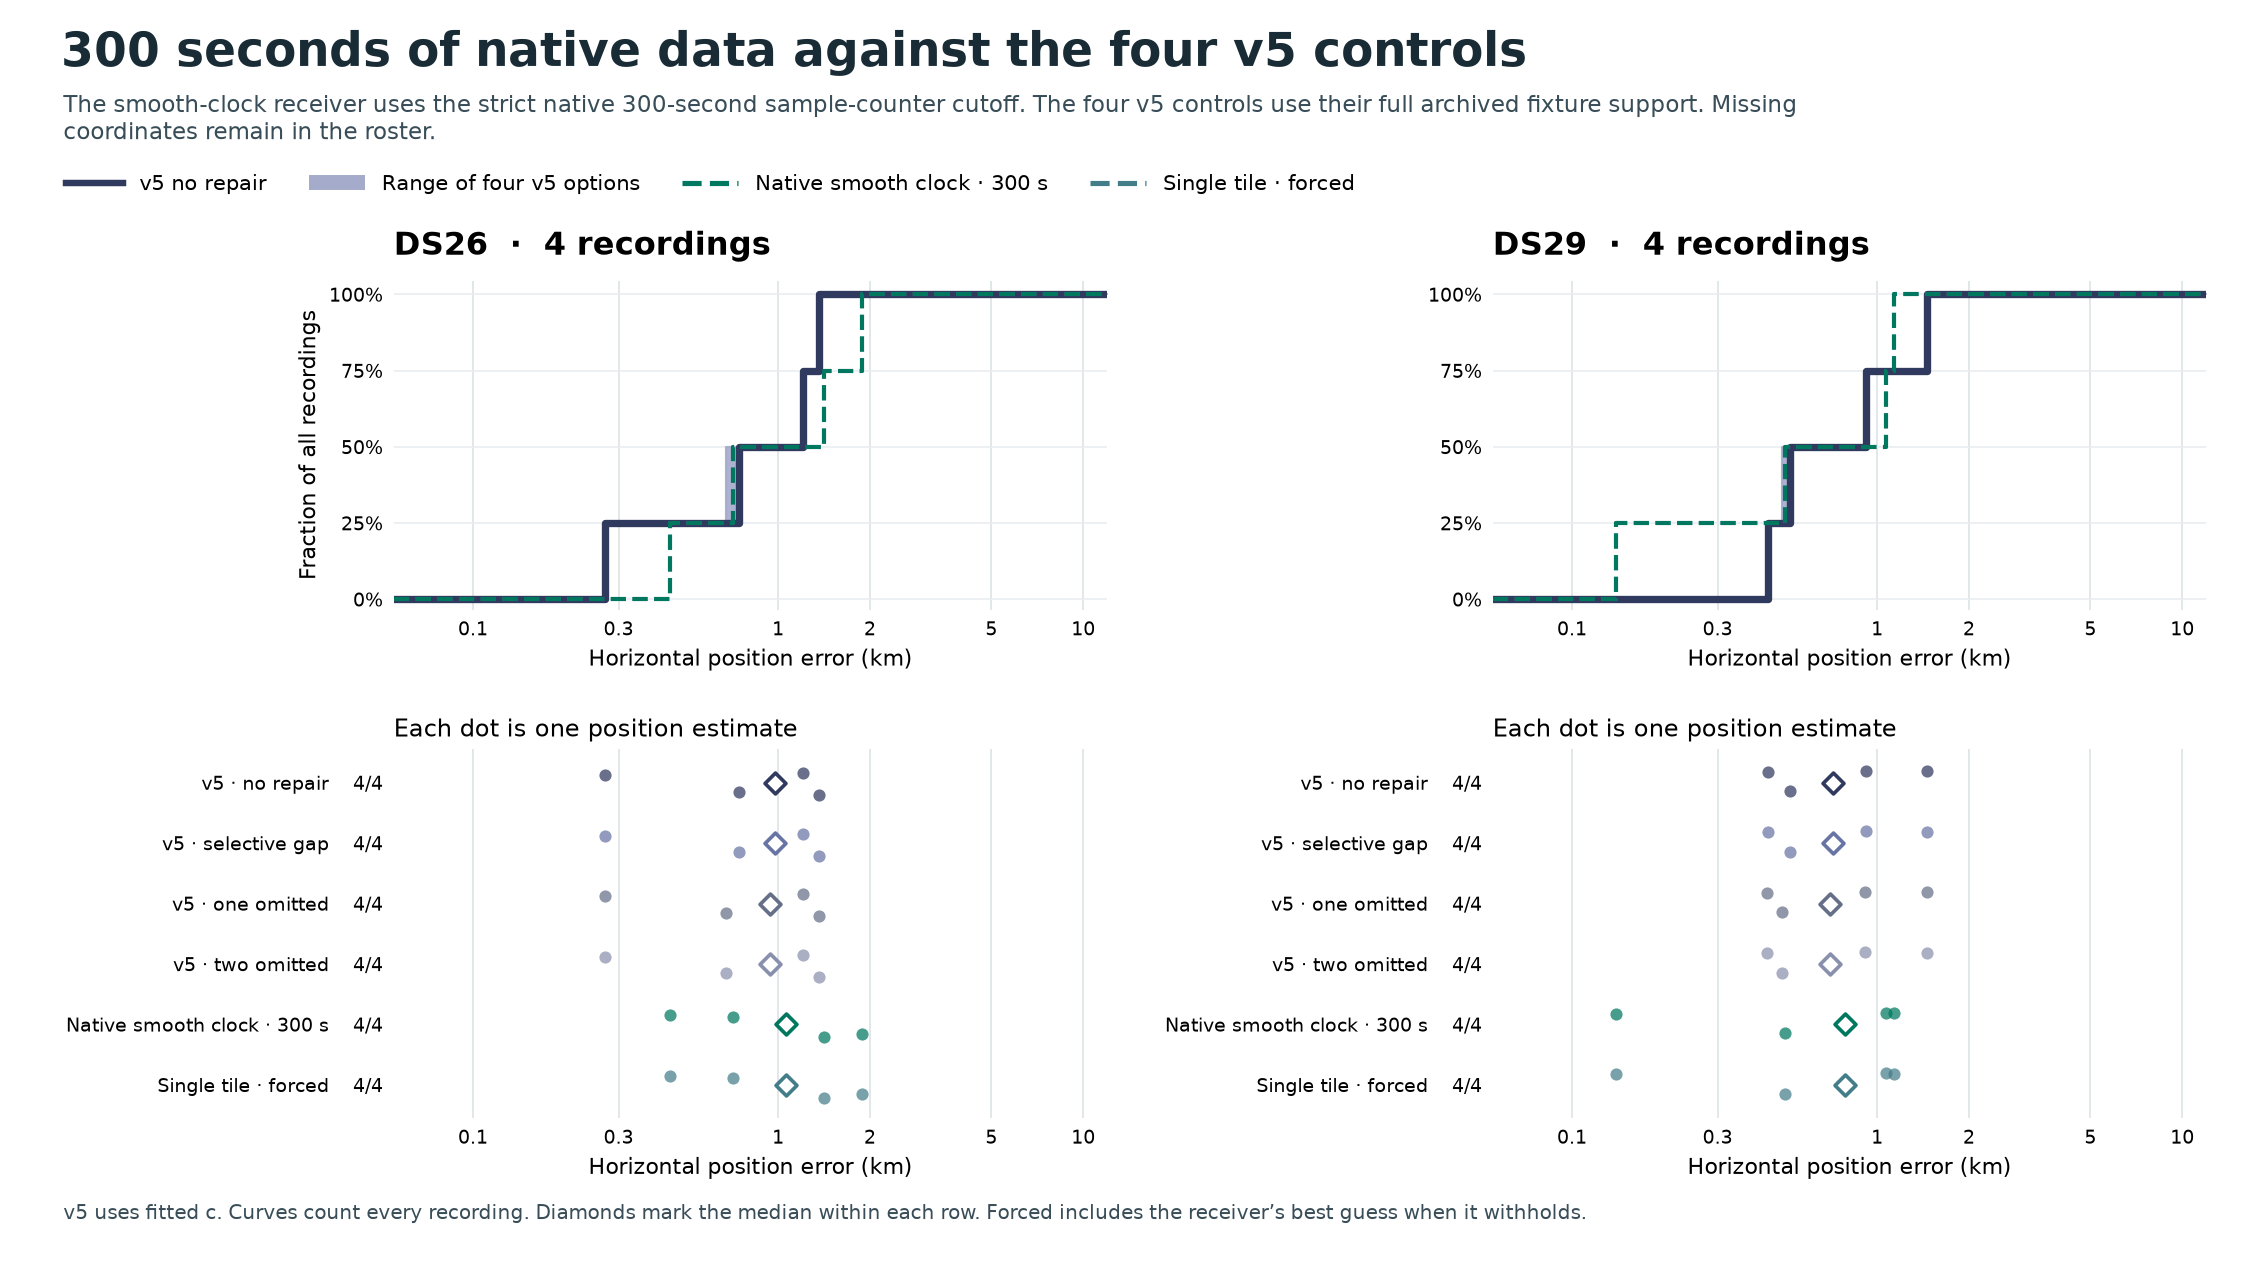 300 seconds of native data against the four v5 controls
The smooth-clock receiver uses the strict native 300-second sample-counter cutoff. The four v5 controls use their full archived fixture support. Missing
coordinates remain in the roster.
v5 no repair
Range of four v5 options
Native smooth clock · 300 s
Single tile · forced
DS26 · 4 recordings
100%
75%
50%
25%
0%
Fraction of all recordings
0.1 0.3 1 2 5 10
Horizontal position error (km)
DS29 · 4 recordings
100%
75%
50%
25%
0%
0.1 0.3 1 2 5 10
Horizontal position error (km)
Each dot is one position estimate
v5 · no repair 4/4
v5 · selective gap 4/4
v5 · one omitted 4/4
v5 · two omitted 4/4
Native smooth clock · 300 s 4/4
Single tile · forced 4/4
0.1 0.3 1 2 5 10
Horizontal position error (km)
Each dot is one position estimate
v5 · no repair 4/4
v5 · selective gap 4/4
v5 · one omitted 4/4
v5 · two omitted 4/4
Native smooth clock · 300 s 4/4
Single tile · forced 4/4
0.1 0.3 1 2 5 10
Horizontal position error (km)
v5 uses fitted c. Curves count every recording. Diamonds mark the median within each row. Forced includes the receiver’s best guess when it withholds.